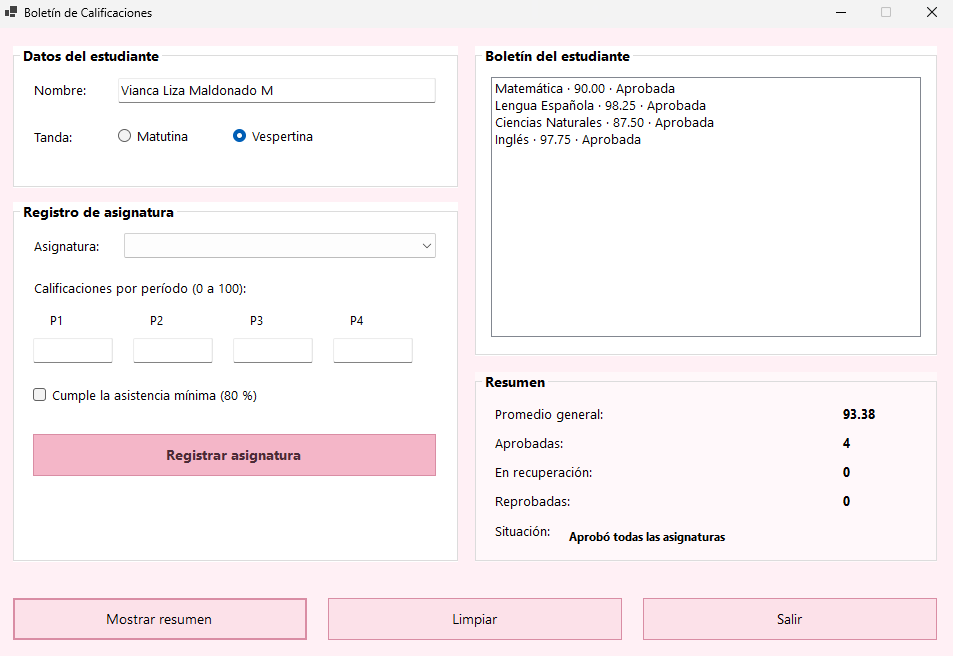 Boletín de Calificaciones
Datos del estudiante
Nombre: Vianca Liza Maldonado M
Tanda: Matutina Vespertina
Registro de asignatura
Asignatura:
Calificaciones por período (0 a 100):
P1 P2 P3 P4
Cumple la asistencia mínima (80 %)
Registrar asignatura
Boletín del estudiante
Matemática · 90.00 · Aprobada
Lengua Española · 98.25 · Aprobada
Ciencias Naturales · 87.50 · Aprobada
Inglés · 97.75 · Aprobada
Resumen
Promedio general: 93.38
Aprobadas: 4
En recuperación: 0
Reprobadas: 0
Situación: Aprobó todas las asignaturas
Mostrar resumen Limpiar Salir